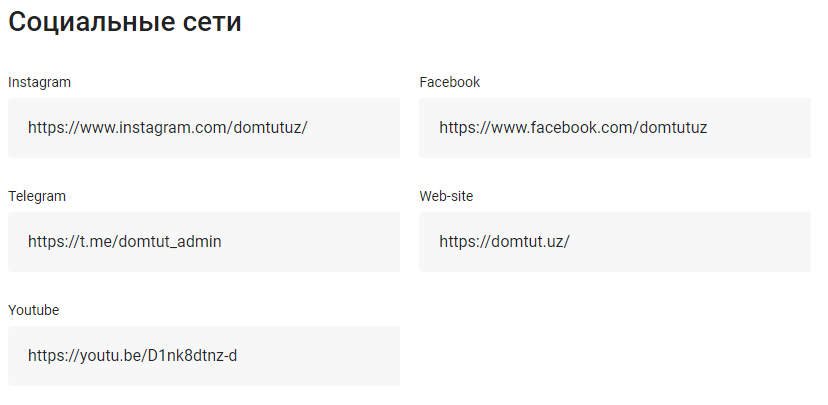 Социальные сети
Instagram
https://www.instagram.com/domtutuz/
Facebook
https://www.facebook.com/domtutuz
Telegram
https://t.me/domtut_admin
Web-site
https://domtut.uz/
Youtube
https://youtu.be/D1nk8dtnz-d